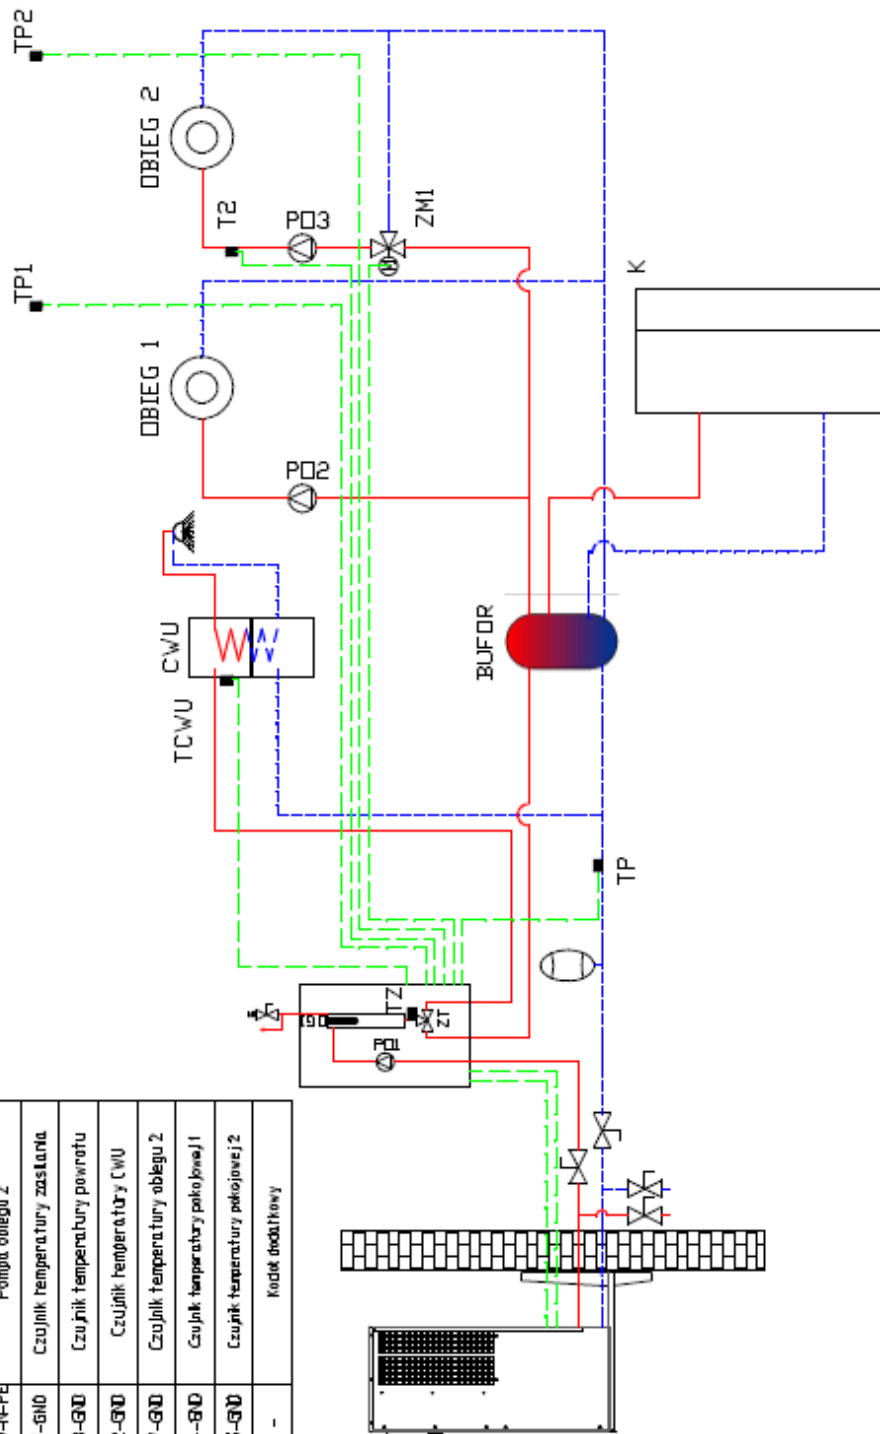 TP2
OBIEG 2
T2
PO3
ZM1
M
TP1
OBIEG 1
PO2
K
CWU
TCWU
BUFOR
TP
TZ
ZT
PO1
Pompa obiegu 2
Czujnik temperatury zasilania
-GND
Czujnik temperatury powrotu
-GND
Czujnik temperatury CWU
-GND
Czujnik temperatury obiegu 2
-GND
Czujnik temperatury pokojowej 1
-GND
Czujnik temperatury pokojowej 2
-GND
Kocioł dodatkowy
-